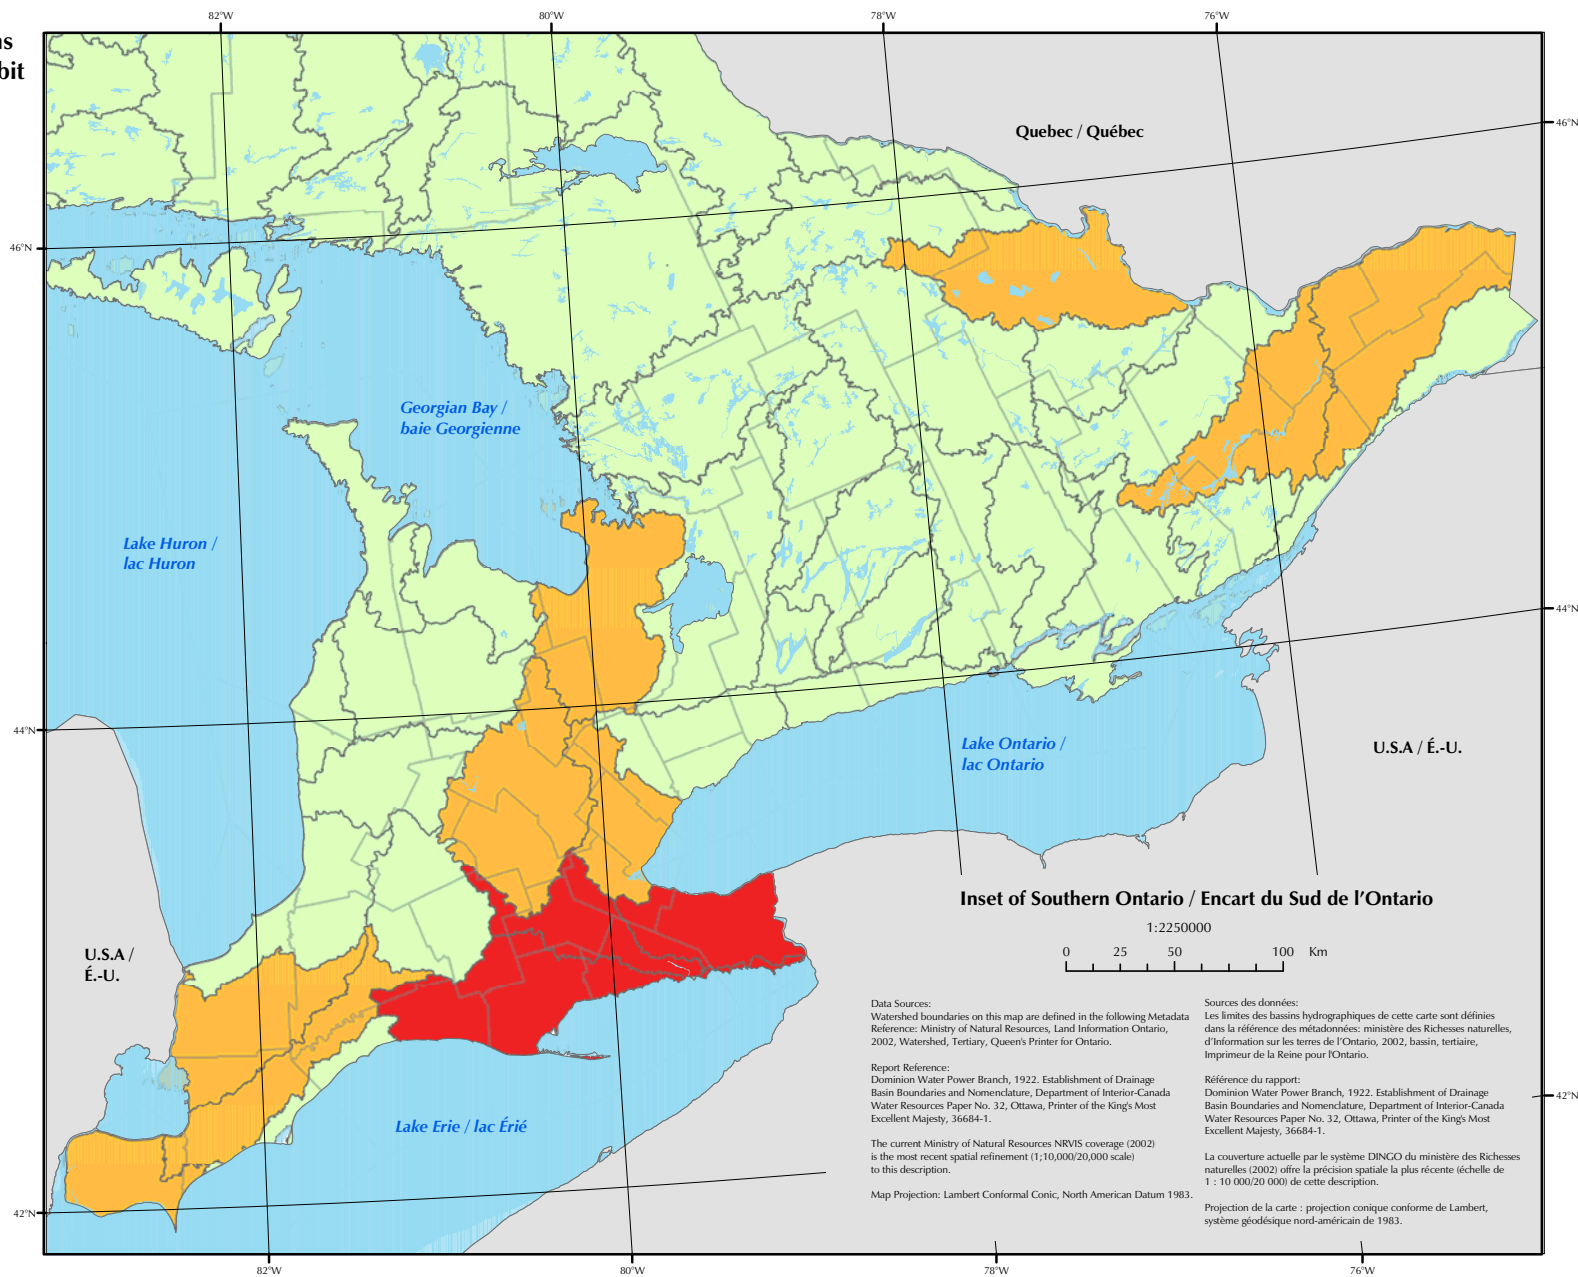 82°W
80°W
78°W
76°W
Quebec / Québec
46°N
46°N
Georgian Bay /
baie Georgienne
Lake Huron /
lac Huron
44°N
44°N
Lake Ontario /
lac Ontario
U.S.A / É.-U.
U.S.A /
É.-U.
Inset of Southern Ontario / Encart du Sud de l'Ontario
1:2250000
0 25 50 100 Km
Data Sources:
Watershed boundaries on this map are defined in the following Metadata
Reference: Ministry of Natural Resources, Land Information Ontario,
2002, Watershed, Tertiary, Queen's Printer for Ontario.
Report Reference:
Dominion Water Power Branch, 1922. Establishment of Drainage
Basin Boundaries and Nomenclature, Department of Interior-Canada
Water Resources Paper No. 32, Ottawa, Printer of the King's Most
Excellent Majesty, 36684-1.
The current Ministry of Natural Resources NRVIS coverage (2002)
is the most recent spatial refinement (1;10,000/20,000 scale)
to this description.
Map Projection: Lambert Conformal Conic, North American Datum 1983.
Sources des données:
Les limites des bassins hydrographiques de cette carte sont définies
dans la référence des métadonnées: ministère des Richesses naturelles,
d'Information sur les terres de l'Ontario, 2002, bassin, tertiaire,
Imprimeur de la Reine pour l'Ontario.
Référence du rapport:
Dominion Water Power Branch, 1922. Establishment of Drainage
Basin Boundaries and Nomenclature, Department of Interior-Canada
Water Resources Paper No. 32, Ottawa, Printer of the King's Most
Excellent Majesty, 36684-1.
La couverture actuelle par le système DINGO du ministère des Richesses
naturelles (2002) offre la précision spatiale la plus récente (échelle de
1 : 10 000/20 000) de cette description.
Projection de la carte : projection conique conforme de Lambert,
système géodésique nord-américain de 1983.
Lake Erie / lac Érié
42°N
42°N
82°W
80°W
78°W
76°W